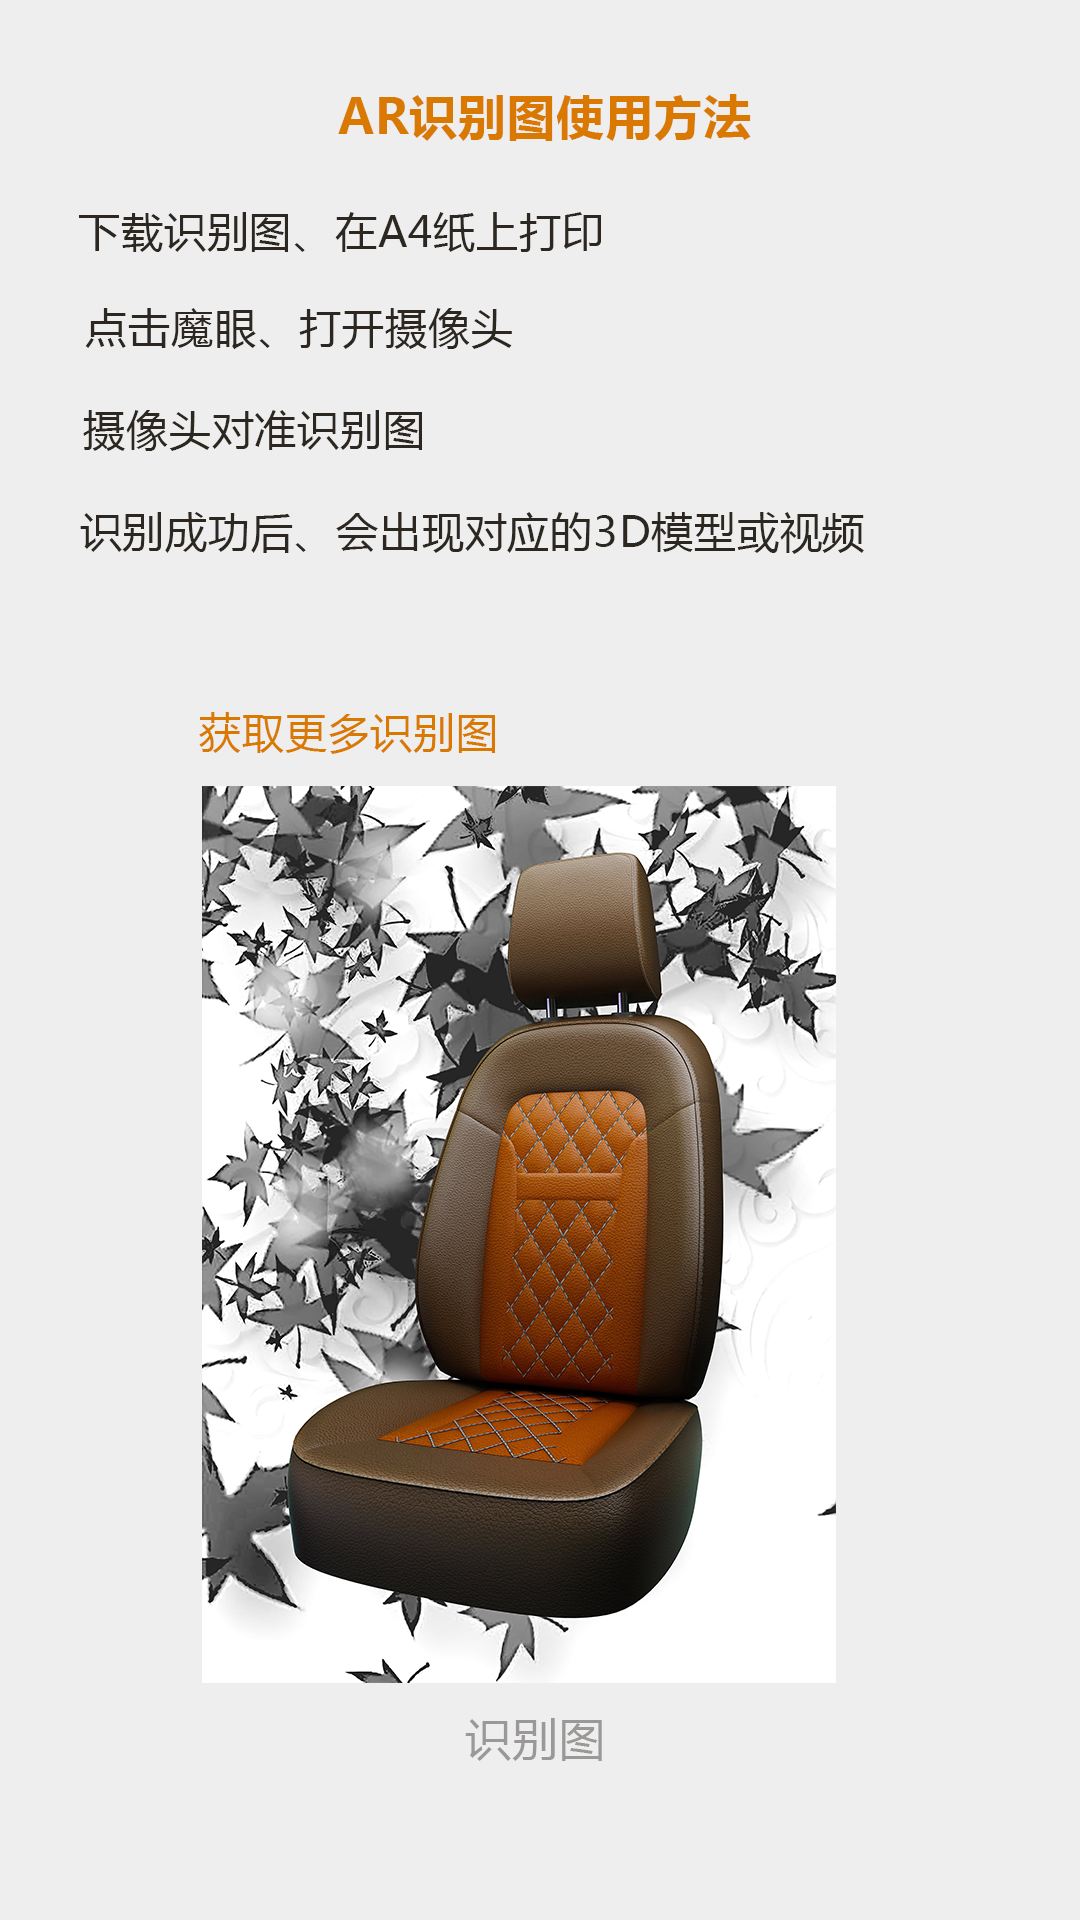 AR识别图使用方法
下载识别图、在A4纸上打印
点击魔眼、打开摄像头
摄像头对准识别图
识别成功后、会出现对应的3D模型或视频
获取更多识别图
识别图